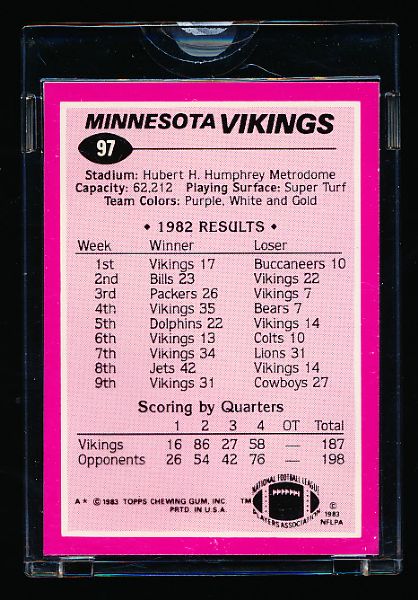 MINNESOTA VIKINGS
97
Stadium: Hubert H. Humphrey Metrodome
Capacity: 62,212 Playing Surface: Super Turf
Team Colors: Purple, White and Gold
• 1982 RESULTS •
Week Winner Loser
1st Vikings 17 Buccaneers 10
2nd Bills 23 Vikings 22
3rd Packers 26 Vikings 7
4th Vikings 35 Bears 7
5th Dolphins 22 Vikings 14
6th Vikings 13 Colts 10
7th Vikings 34 Lions 31
8th Jets 42 Vikings 14
9th Vikings 31 Cowboys 27
Scoring by Quarters
1 2 3 4 OT Total
Vikings 16 86 27 58 — 187
Opponents 26 54 42 76 — 198
A* © 1983 TOPPS CHEWING GUM, INC.
PRTD. IN U.S.A.
TM
NATIONAL FOOTBALL LEAGUE
PLAYERS ASSOCIATION
©
1983
NFLPA